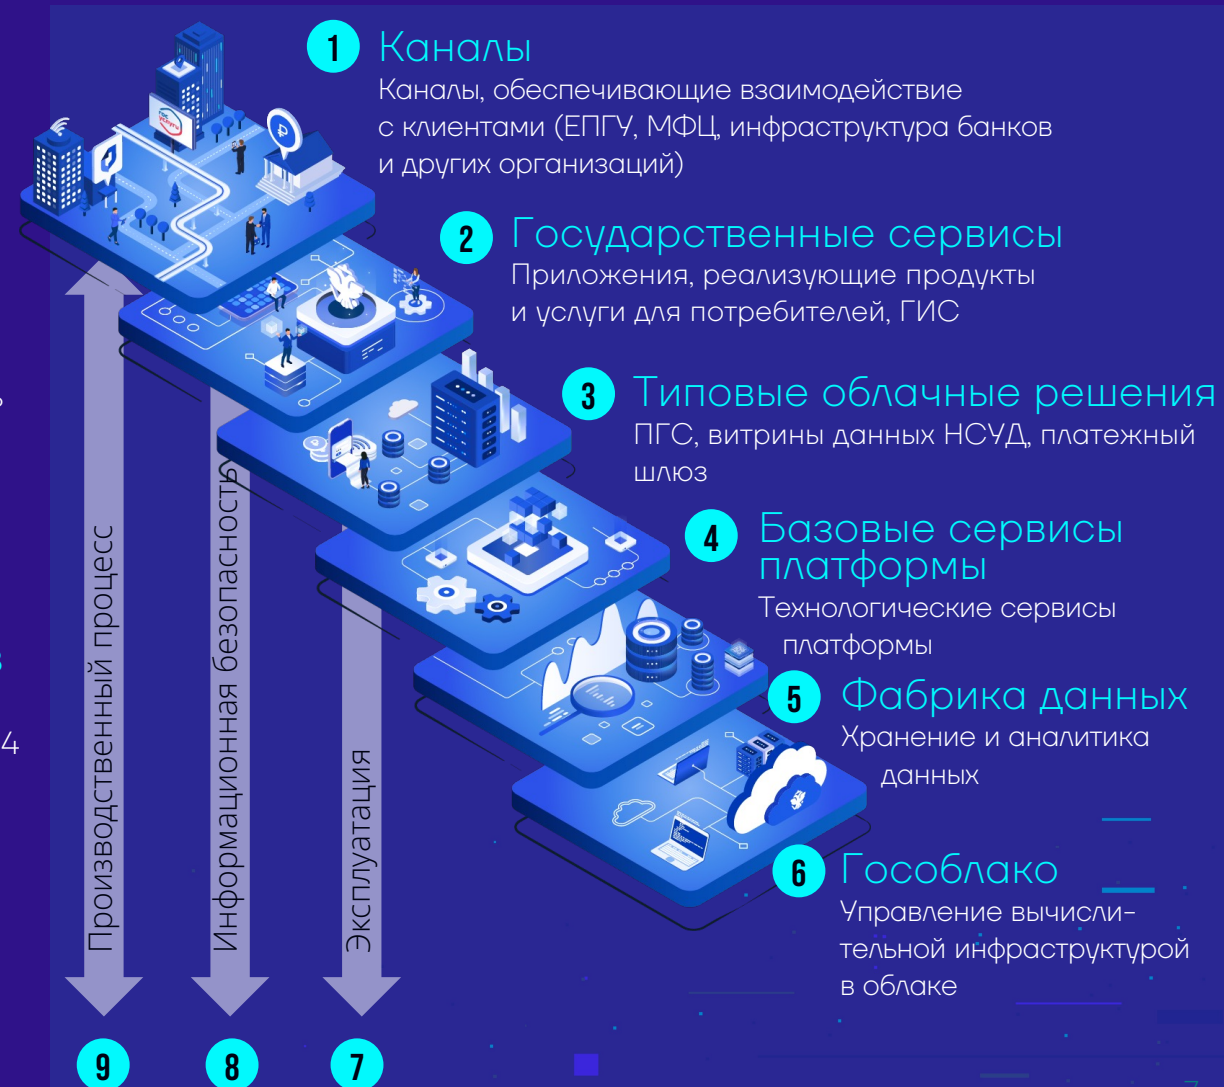 1
Каналы
Каналы, обеспечивающие взаимодействие
с клиентами (ЕПГУ, МФЦ, инфраструктура банков
и других организаций)
госуслуги
2
Государственные сервисы
Приложения, реализующие продукты
и услуги для потребителей, ГИС
3
Типовые облачные решения
ПГС, витрины данных НСУД, платежный
шлюз
4
Базовые сервисы
платформы
Технологические сервисы
платформы
5
Фабрика данных
Хранение и аналитика
данных
6
Гособлако
Управление вычисли-
тельной инфраструктурой
в облаке
Производственный процесс
Информационная безопасность
Эксплуатация
4
9
8
7